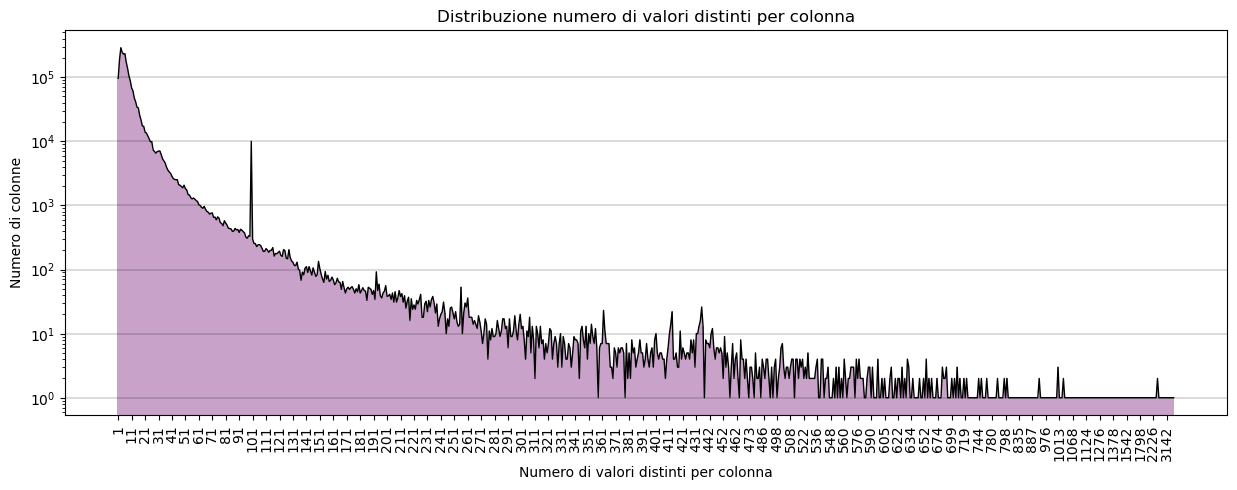 Distribuzione numero di valori distinti per colonna
Numero di colonne
10^5
10^4
10^3
10^2
10^1
10^0
1 11 21 31 41 51 61 71 81 91 101 111 121 131 141 151 161 171 181 191 201 211 221 231 241 251 261 271 281 291 301 311 321 331 341 351 361 371 381 391 401 411 421 431 442 452 462 473 486 498 508 522 536 548 560 576 590 605 622 634 652 674 699 719 744 780 798 835 887 976 1013 1068 1124 1276 1378 1542 1798 2226 3142
Numero di valori distinti per colonna